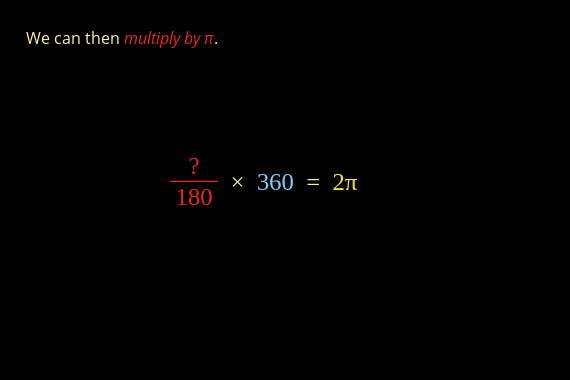 We can then multiply by π.
?
180
× 360 = 2π